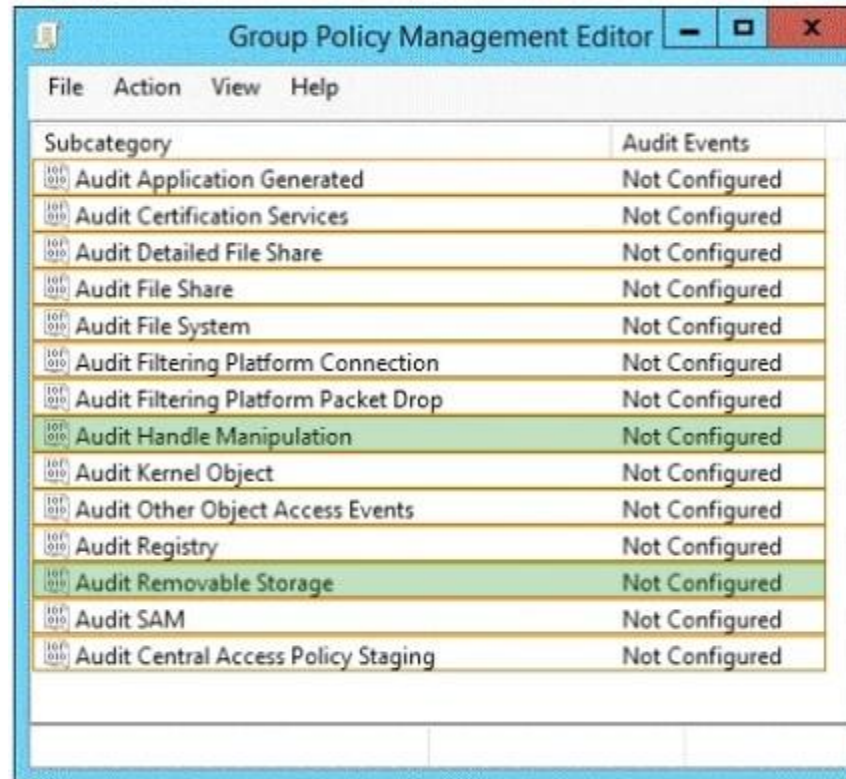 Group Policy Management Editor
File Action View Help
Subcategory Audit Events
Audit Application Generated Not Configured
Audit Certification Services Not Configured
Audit Detailed File Share Not Configured
Audit File Share Not Configured
Audit File System Not Configured
Audit Filtering Platform Connection Not Configured
Audit Filtering Platform Packet Drop Not Configured
Audit Handle Manipulation Not Configured
Audit Kernel Object Not Configured
Audit Other Object Access Events Not Configured
Audit Registry Not Configured
Audit Removable Storage Not Configured
Audit SAM Not Configured
Audit Central Access Policy Staging Not Configured